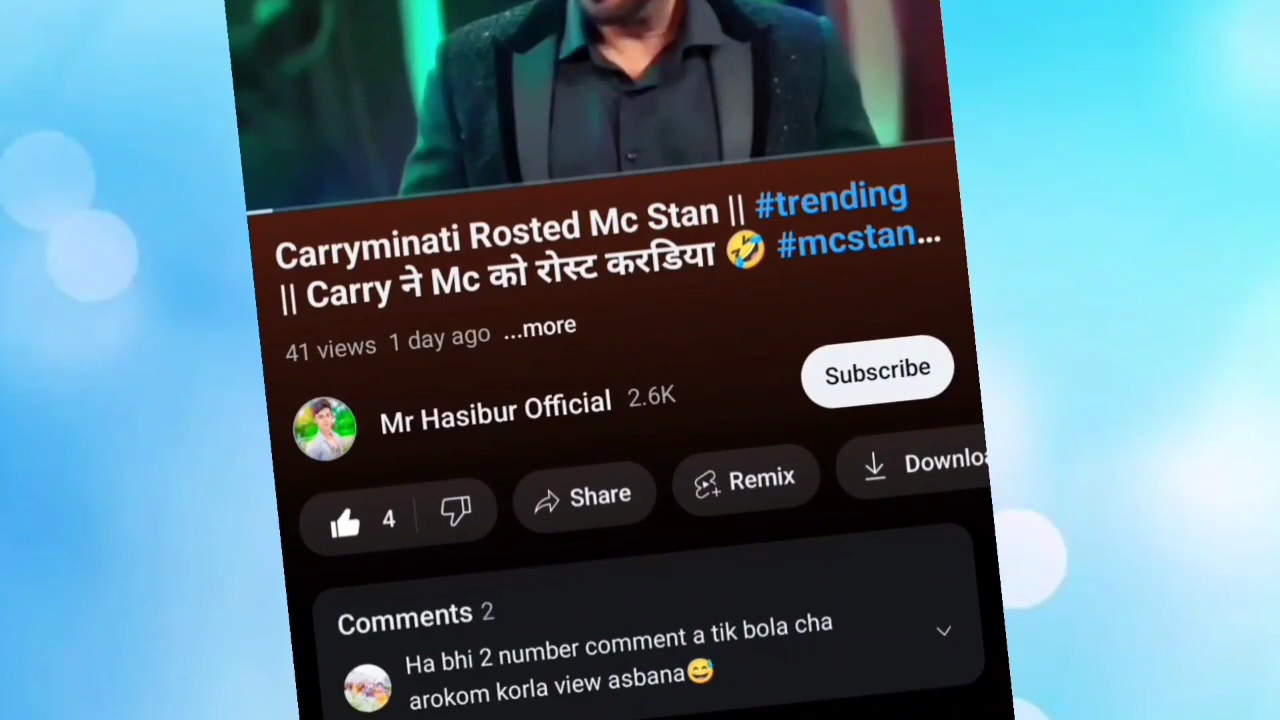 Carryminati Rosted Mc Stan || #trending
|| Carry ने Mc को रोस्ट करडिया 🤣 #mcstan...
41 views 1 day ago ...more
Mr Hasibur Official 2.6K
Subscribe
4
Share
Remix
Downloa
Comments 2
Ha bhi 2 number comment a tik bola cha
arokom korla view asbana😅